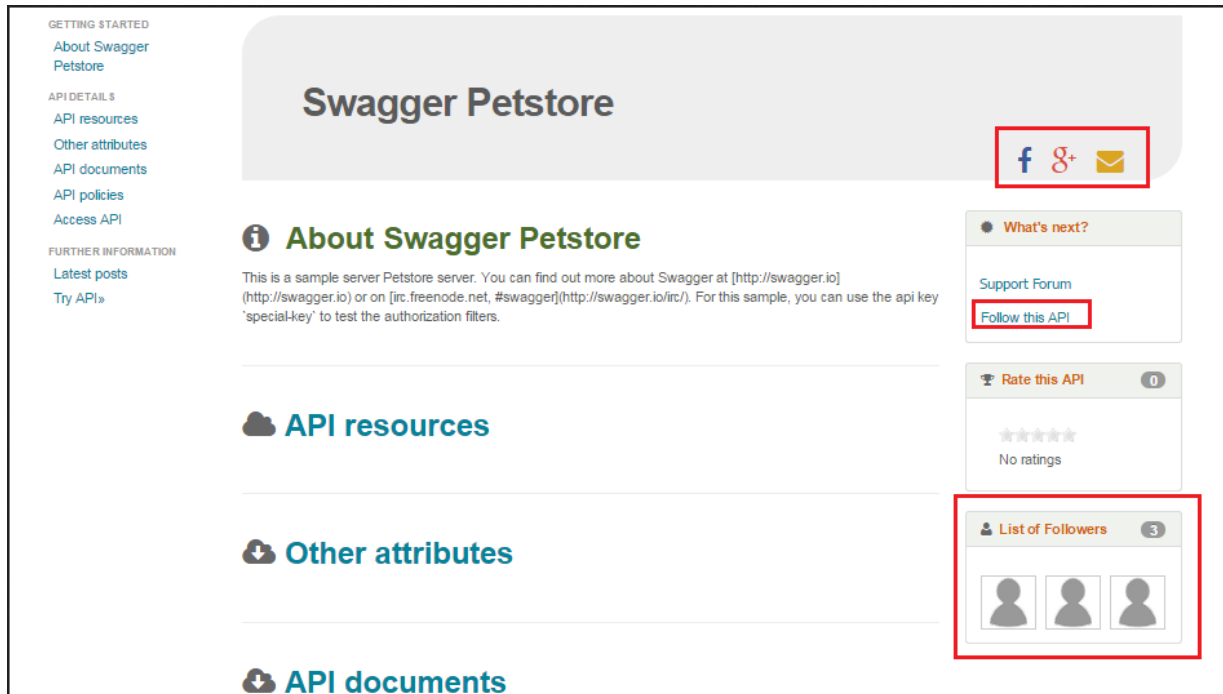 GETTING STARTED
About Swagger
Petstore
API DETAILS
API resources
Other attributes
API documents
API policies
Access API
FURTHER INFORMATION
Latest posts
Try API»
Swagger Petstore
f g+
About Swagger Petstore
This is a sample server Petstore server. You can find out more about Swagger at [http://swagger.io]
(http://swagger.io) or on [irc.freenode.net, #swagger](http://swagger.io/irc/). For this sample, you can use the api key
`special-key` to test the authorization filters.
API resources
Other attributes
API documents
What's next?
Support Forum
Follow this API
Rate this API 0
No ratings
List of Followers 3